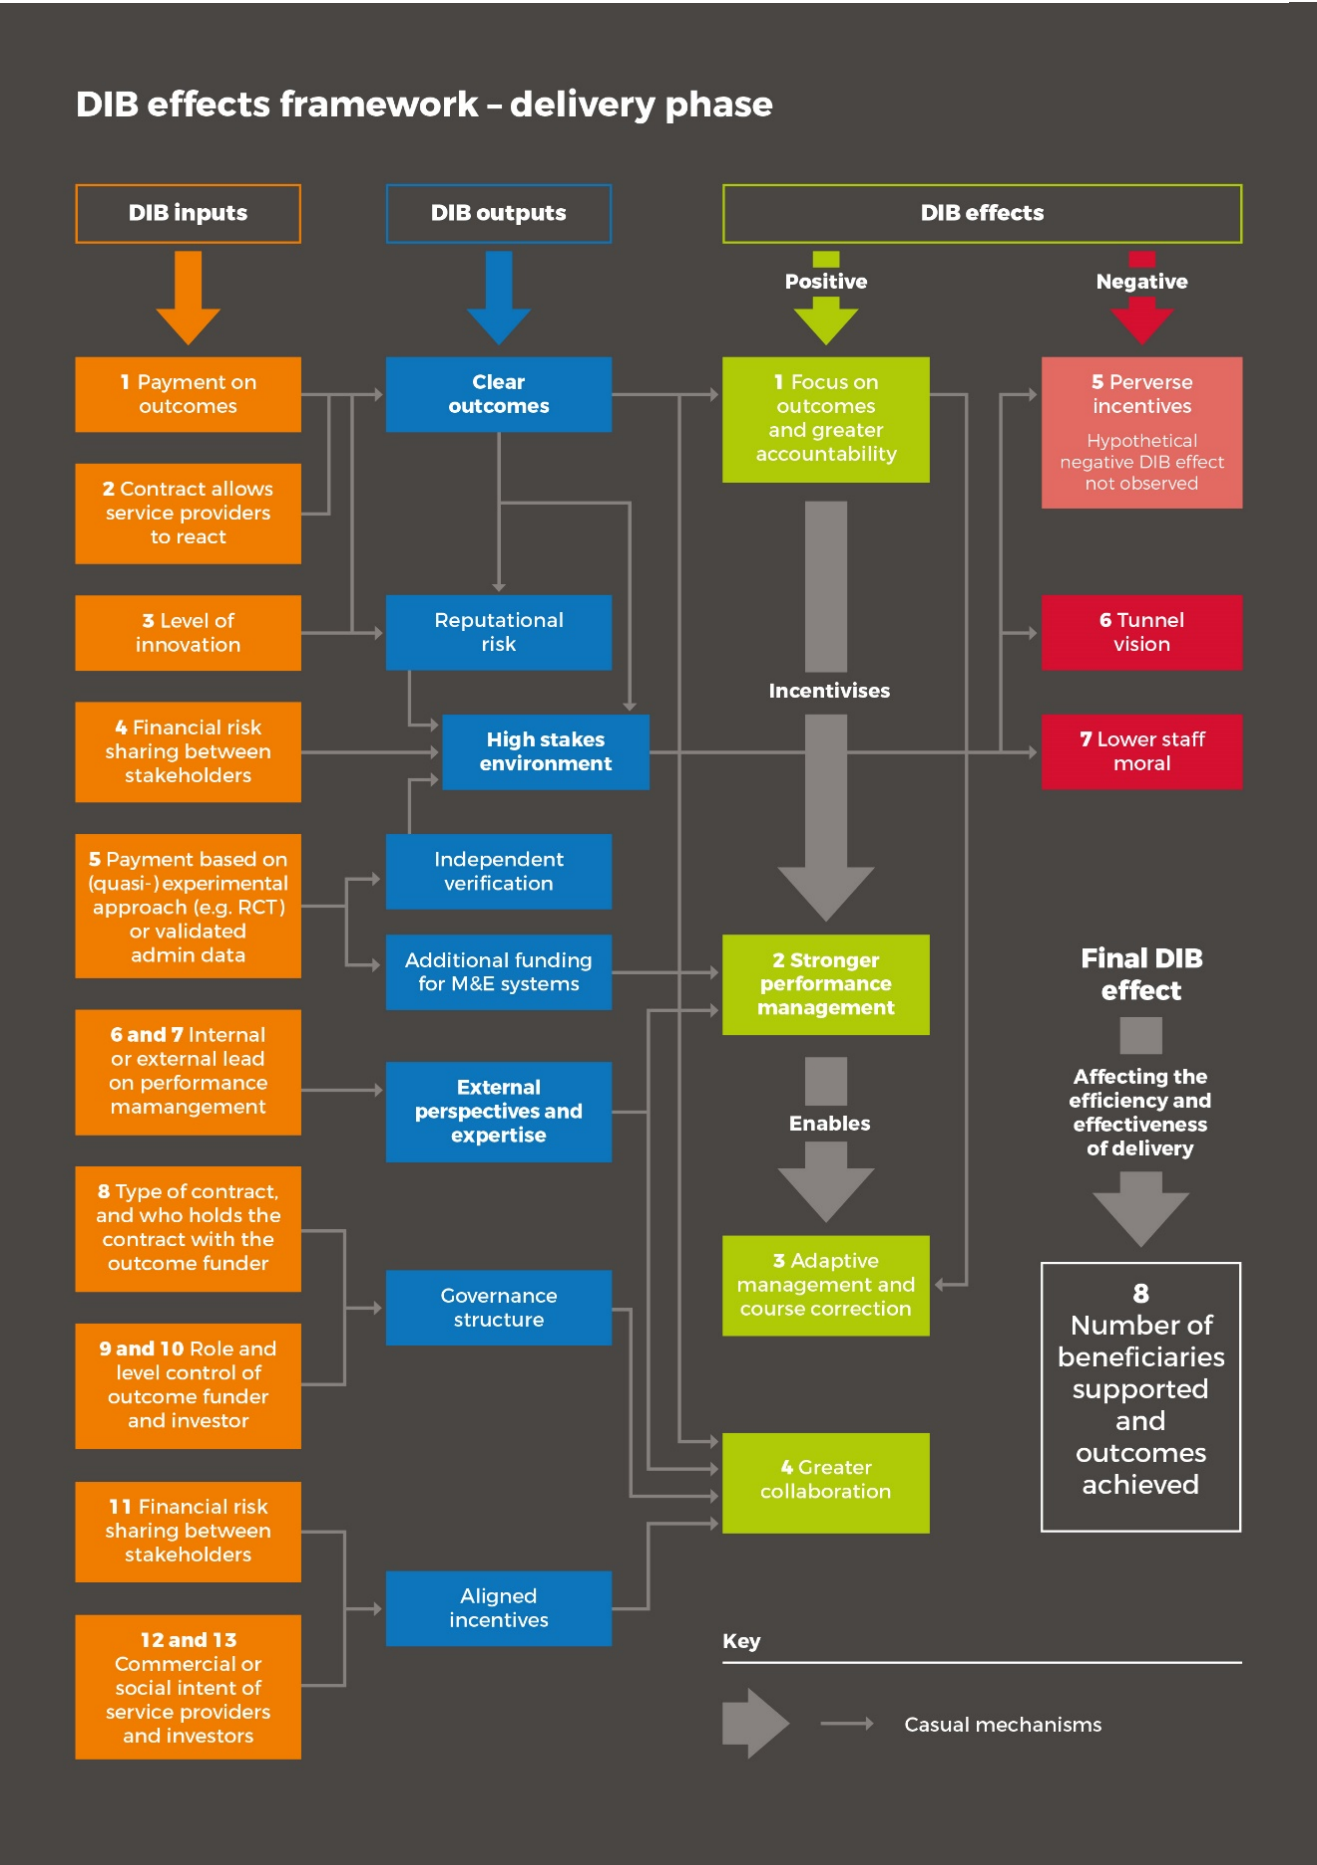 DIB effects framework – delivery phase
DIB inputs
DIB outputs
DIB effects
Positive
Negative
1 Payment on
outcomes
2 Contract allows
service providers
to react
3 Level of
innovation
4 Financial risk
sharing between
stakeholders
5 Payment based on
(quasi-) experimental
approach (e.g. RCT)
or validated
admin data
6 and 7 Internal
or external lead
on performance
mamangement
8 Type of contract,
and who holds the
contract with the
outcome funder
9 and 10 Role and
level control of
outcome funder
and investor
11 Financial risk
sharing between
stakeholders
12 and 13
Commercial or
social intent of
service providers
and investors
Clear
outcomes
Reputational
risk
High stakes
environment
Independent
verification
Additional funding
for M&E systems
External
perspectives and
expertise
Governance
structure
Aligned
incentives
1 Focus on
outcomes
and greater
accountability
Incentivises
2 Stronger
performance
management
Enables
3 Adaptive
management and
course correction
4 Greater
collaboration
5 Perverse
incentives
Hypothetical
negative DIB effect
not observed
6 Tunnel
vision
7 Lower staff
moral
Final DIB
effect
Affecting the
efficiency and
effectiveness
of delivery
8
Number of
beneficiaries
supported
and
outcomes
achieved
Key
Casual mechanisms